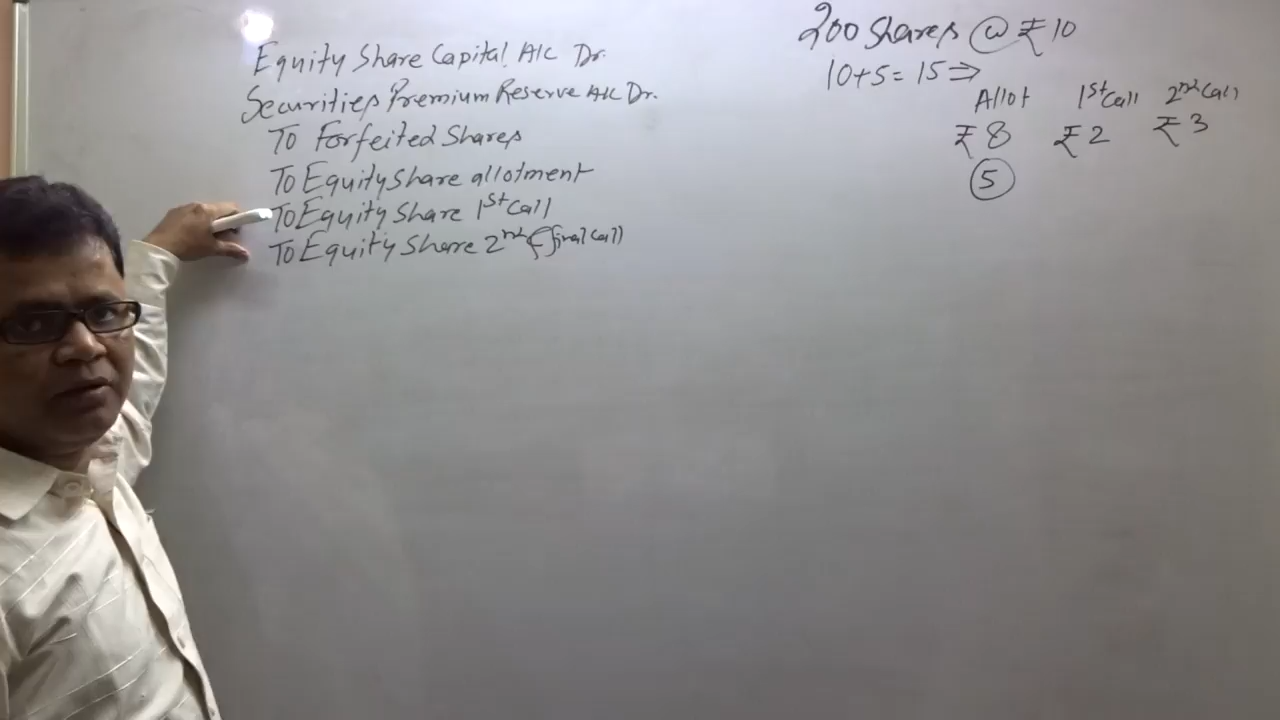 Equity Share Capital A/c Dr.
Securities Premium Reserve A/c Dr.
To Forfeited Shares
To Equity Share allotment
To Equity Share 1st Call
To Equity Share 2nd & final Call
200 Shares @ ₹10
10+5=15⇒
Allot 1st Call 2nd Call
₹8 ₹2 ₹3
5